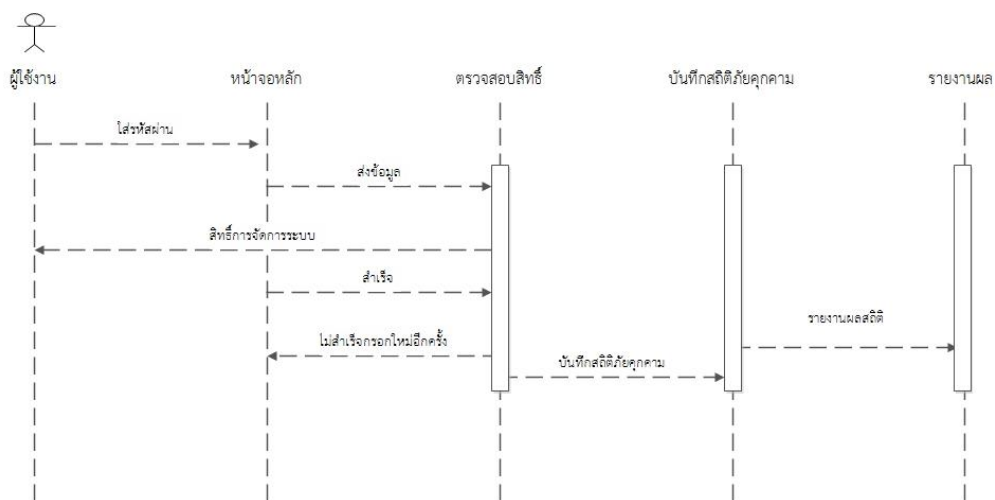 ผู้ใช้งาน
หน้าจอหลัก
ตรวจสอบสิทธิ์
บันทึกสถิติภัยคุกคาม
รายงานผล
ใส่รหัสผ่าน
ส่งข้อมูล
สิทธิ์การจัดการระบบ
สำเร็จ
รายงานผลสถิติ
ไม่สำเร็จกรอกใหม่อีกครั้ง
บันทึกสถิติภัยคุกคาม